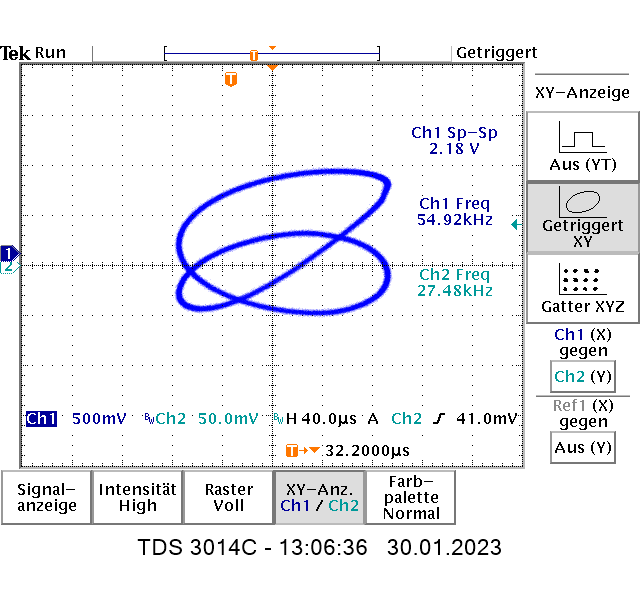 Tek Run
Getriggert
T
T
XY-Anzeige
Ch1 Sp-Sp
2.18 V
Aus (YT)
Ch1 Freq
54.92kHz
Getriggert
XY
1
2
Ch2 Freq
27.48kHz
Gatter XYZ
Ch1 (X)
gegen
Ch2 (Y)
Ref1 (X)
gegen
Aus (Y)
Ch1 500mV BwCh2 50.0mV BwH 40.0µs A Ch2 41.0mV
T 32.2000µs
Signal-
anzeige
Intensität
High
Raster
Voll
XY-Anz.
Ch1 / Ch2
Farb-
palette
Normal
TDS 3014C - 13:06:36 30.01.2023